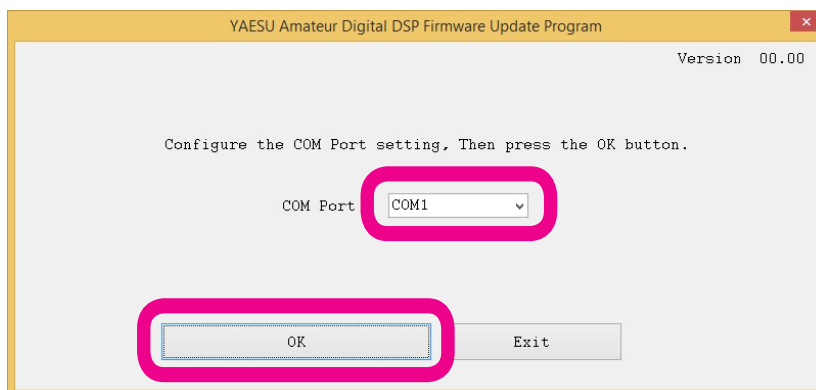 YAESU Amateur Digital DSP Firmware Update Program
Version 00.00
Configure the COM Port setting, Then press the OK button.
COM Port COM1
OK Exit